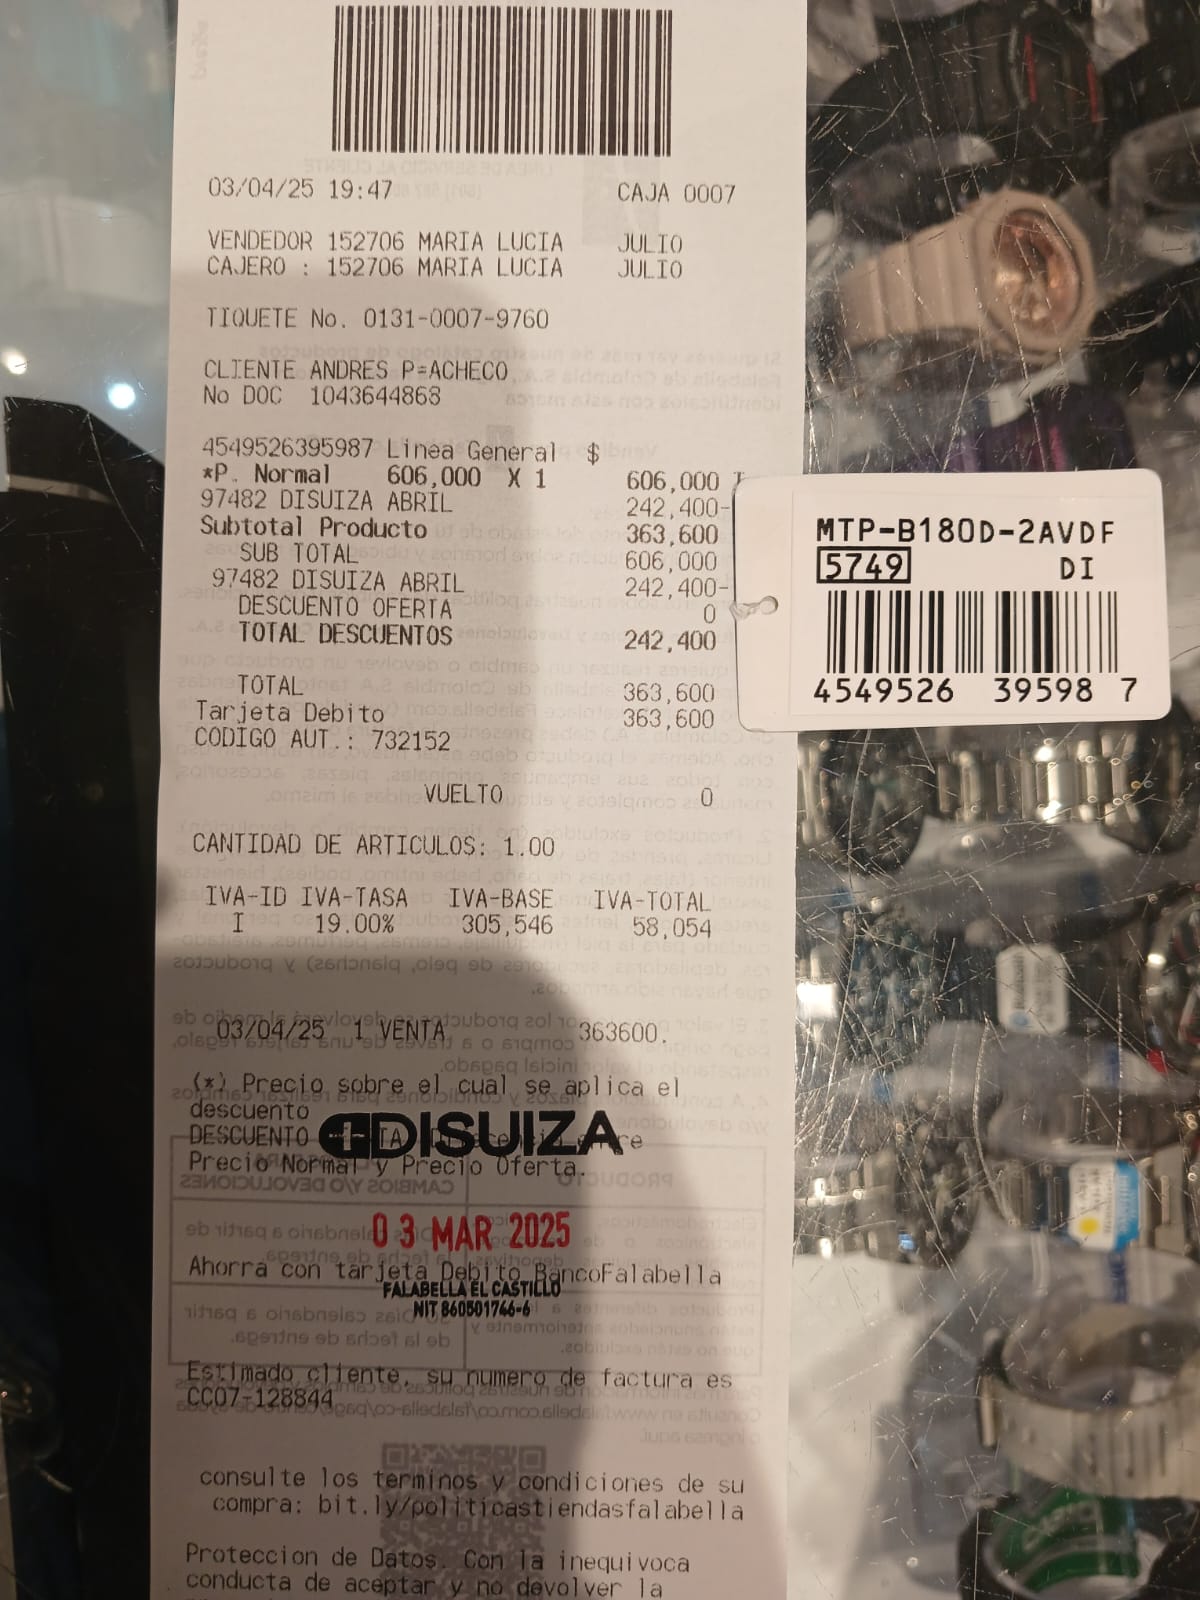 03/04/25 19:47 CAJA 0007
VENDEDOR 152706 MARIA LUCIA JULIO
CAJERO : 152706 MARIA LUCIA JULIO
TIQUETE No. 0131-0007-9760
CLIENTE ANDRES P=ACHECO
No DOC 1043644868
4549526395987 Linea General $
*P. Normal 606,000 X 1 606,000 I
97482 DISUIZA ABRIL 242,400-
Subtotal Producto 363,600
SUB TOTAL 606,000
97482 DISUIZA ABRIL 242,400-
DESCUENTO OFERTA 0
TOTAL DESCUENTOS 242,400
TOTAL 363,600
Tarjeta Debito 363,600
CODIGO AUT.: 732152
VUELTO 0
CANTIDAD DE ARTICULOS: 1.00
IVA-ID IVA-TASA IVA-BASE IVA-TOTAL
I 19.00% 305,546 58,054
03/04/25 1 VENTA 363600.
(*) Precio sobre el cual se aplica el
descuento
DISUIZA
DESCUENTO
Precio Normal y Precio Oferta.
03 MAR 2025
Ahorra con tarjeta Debito BancoFalabella
FALABELLA EL CASTILLO
NIT 860501746-6
Estimado cliente, su numero de factura es
CC07-128844
consulte los terminos y condiciones de su
compra: bit.ly/politicastiendasfalabella
Proteccion de Datos. Con la inequivoca
conducta de aceptar y no devolver la
MTP-B180D-2AVDF
5749 DI
4549526 39598 7